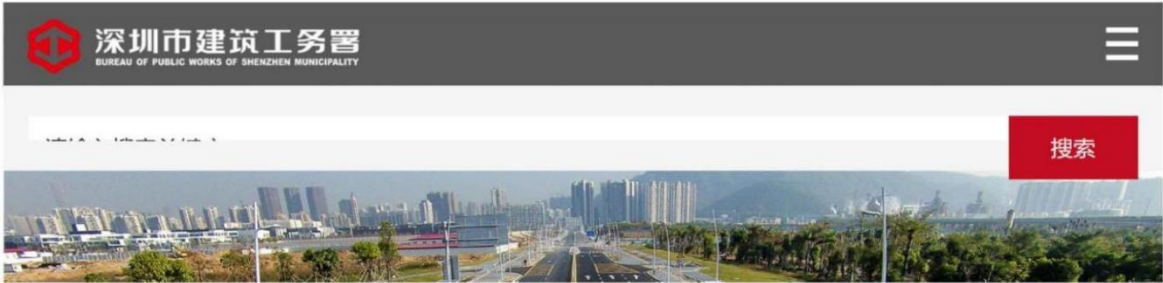 深圳市建筑工务署
BUREAU OF PUBLIC WORKS OF SHENZHEN MUNICIPALITY
搜索